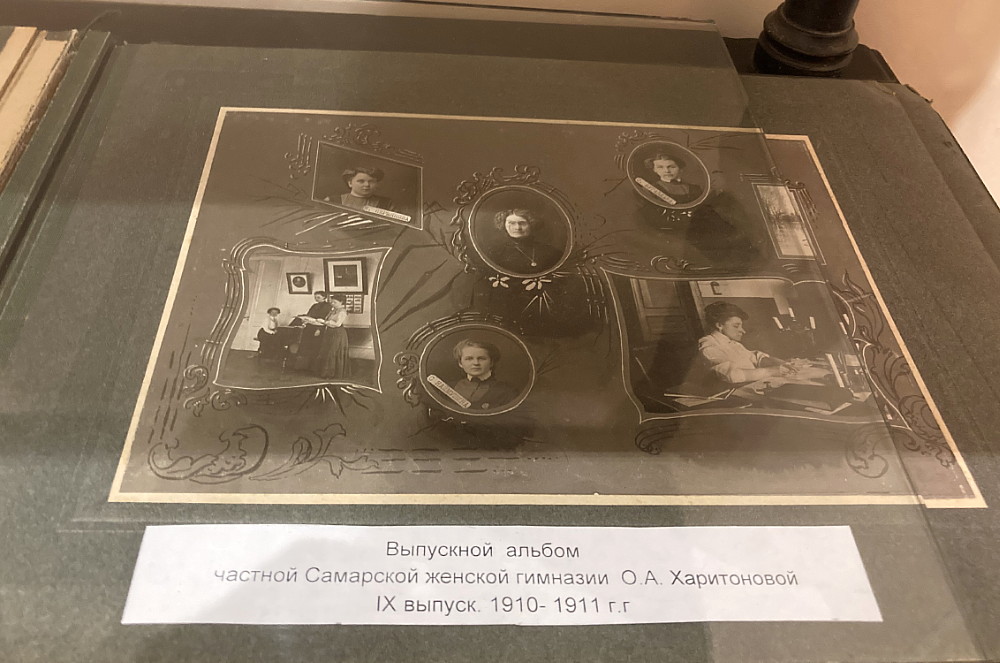 Выпускной альбом
частной Самарской женской гимназии О.А. Харитоновой
IX выпуск. 1910- 1911 г.г